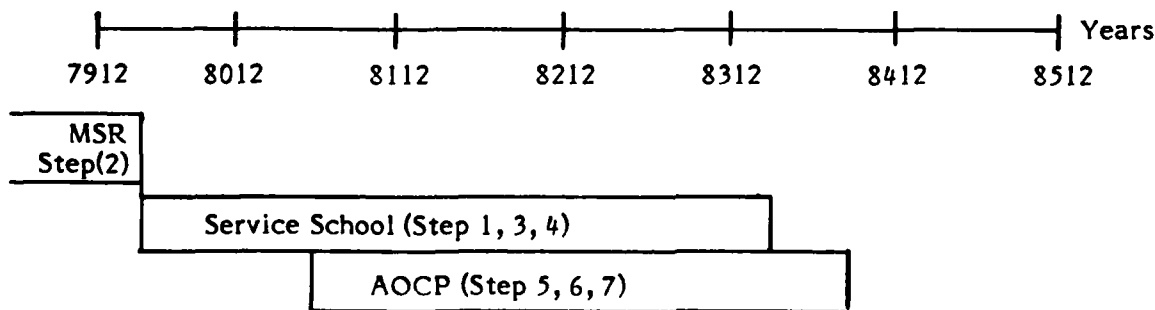 Years
7912 8012 8112 8212 8312 8412 8512
MSR
Step(2)
Service School (Step 1, 3, 4)
AOCP (Step 5, 6, 7)